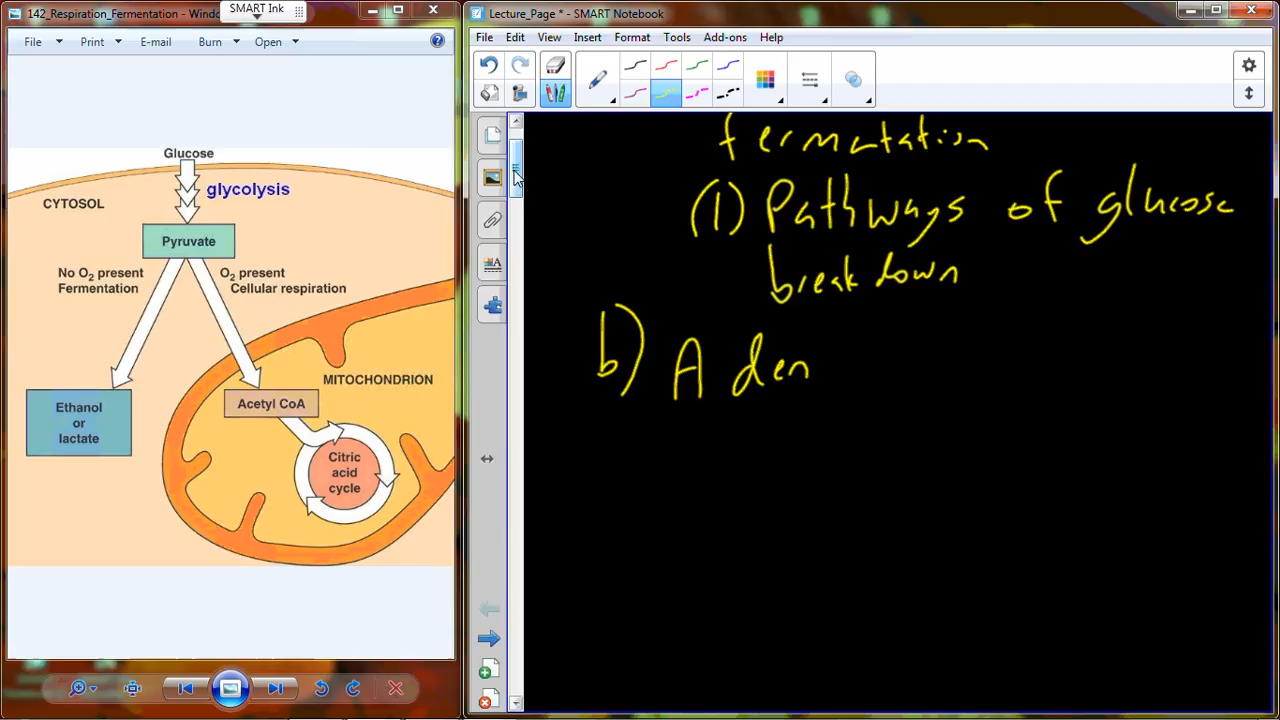 142_Respiration_Fermentation - Windo
SMART Ink
File Print E-mail Burn Open
Glucose
glycolysis
CYTOSOL
Pyruvate
No O2 present
Fermentation
O2 present
Cellular respiration
MITOCHONDRION
Ethanol
or
lactate
Acetyl CoA
Citric
acid
cycle
Lecture_Page * - SMART Notebook
File Edit View Insert Format Tools Add-ons Help
fermentation
(1) Pathways of glucose
breakdown
b) Aden